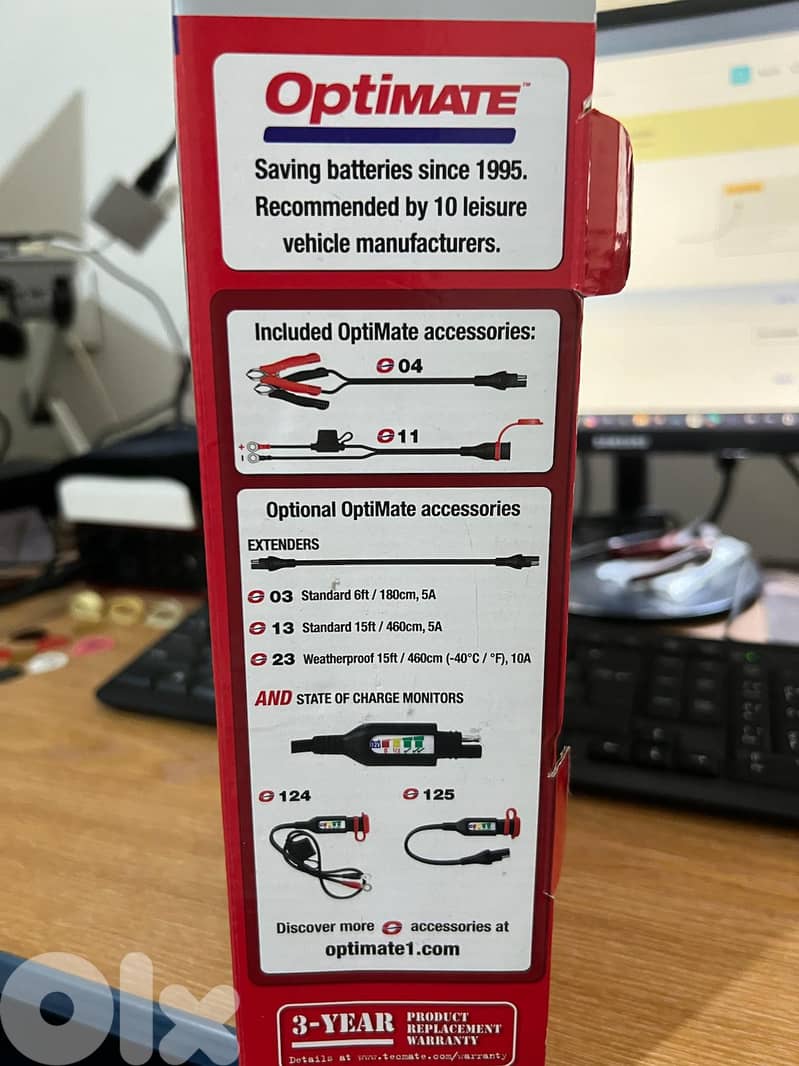 OptiMATE™
Saving batteries since 1995.
Recommended by 10 leisure
vehicle manufacturers.
Included OptiMate accessories:
04
11
+
-
Optional OptiMate accessories
EXTENDERS
03 Standard 6ft / 180cm, 5A
13 Standard 15ft / 460cm, 5A
23 Weatherproof 15ft / 460cm (-40°C / °F), 10A
AND STATE OF CHARGE MONITORS
124
125
Discover more accessories at
optimate1.com
3-YEAR PRODUCT
REPLACEMENT
WARRANTY
Details at www.tecmate.com/warranty
SAMSUNG
olx